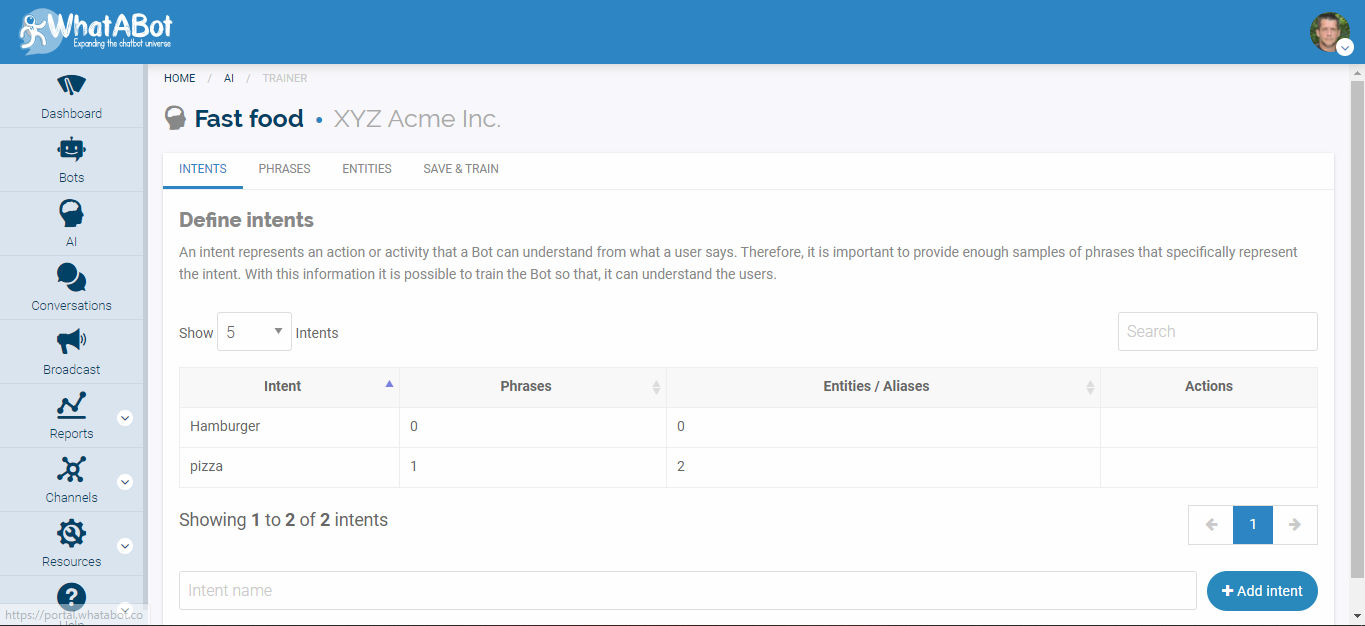 WhatABot
Expanding the chatbot universe
Dashboard
Bots
AI
Conversations
Broadcast
Reports
Channels
Resources
Help
https://portal.whatabot.co
HOME / AI / TRAINER
Fast food • XYZ Acme Inc.
INTENTS PHRASES ENTITIES SAVE & TRAIN
Define intents
An intent represents an action or activity that a Bot can understand from what a user says. Therefore, it is important to provide enough samples of phrases that specifically represent
the intent. With this information it is possible to train the Bot so that, it can understand the users.
Show 5 Intents
Search
Intent Phrases Entities / Aliases Actions
Hamburger 0 0
pizza 1 2
Showing 1 to 2 of 2 intents
1
Intent name
Add intent